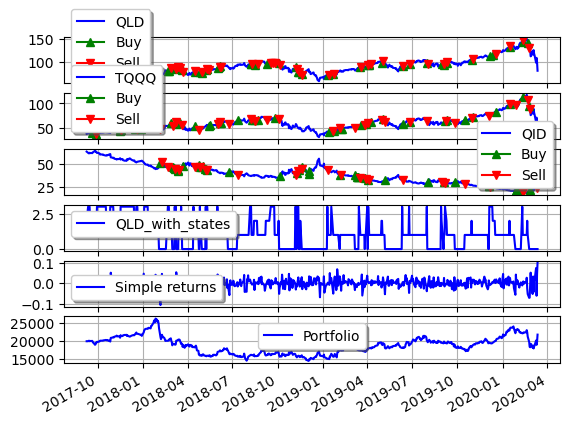 QLD
Buy
Sell
150
100
TQQQ
Buy
Sell
100
50
QID
Buy
Sell
50
25
QLD_with_states
2.5
0.0
Simple returns
0.1
0.0
−0.1
Portfolio
25000
20000
15000
2017-10
2018-01
2018-04
2018-07
2018-10
2019-01
2019-04
2019-07
2019-10
2020-01
2020-04